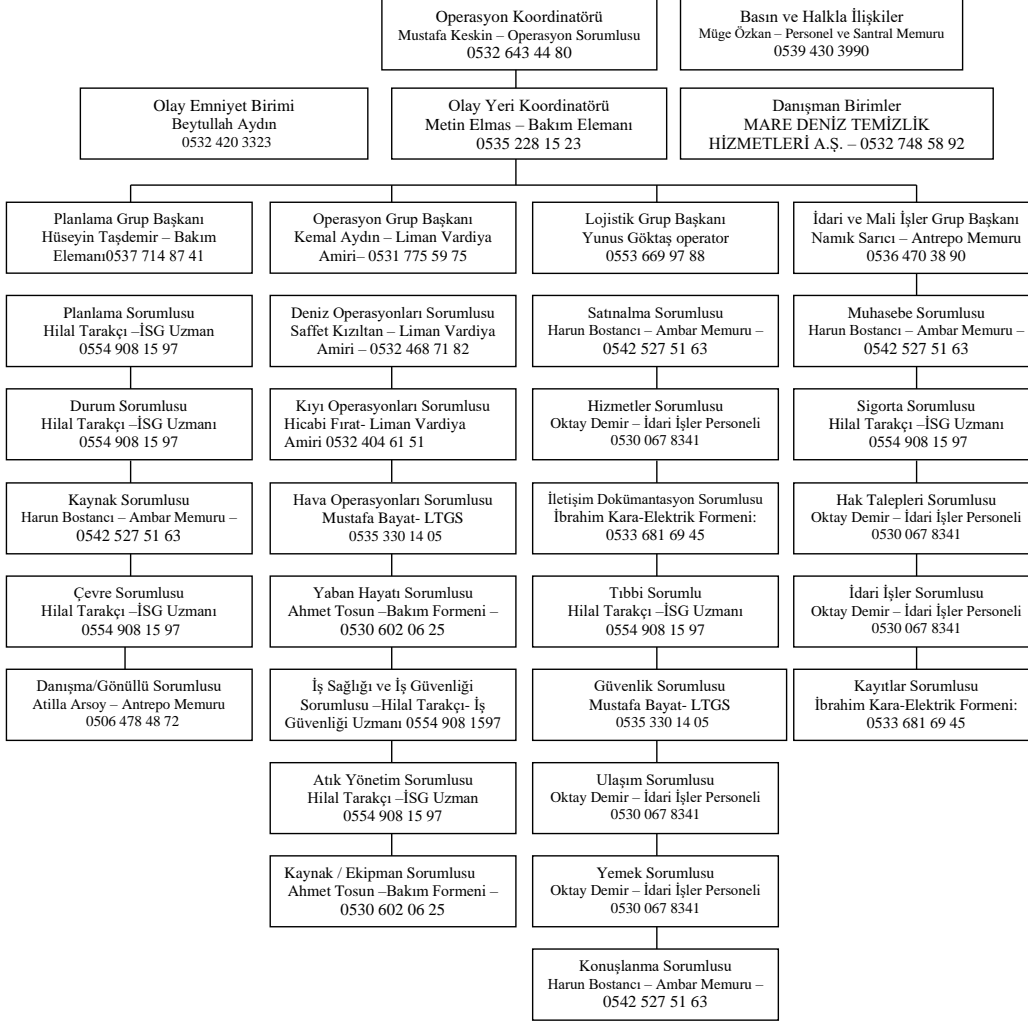 Operasyon Koordinatörü
Mustafa Keskin – Operasyon Sorumlusu
0532 643 44 80
Basın ve Halkla İlişkiler
Müge Özkan – Personel ve Santral Memuru
0539 430 3990
Olay Emniyet Birimi
Beytullah Aydın
0532 420 3323
Olay Yeri Koordinatörü
Metin Elmas – Bakım Elemanı
0535 228 15 23
Danışman Birimler
MARE DENİZ TEMİZLİK
HİZMETLERİ A.Ş. – 0532 748 58 92
Planlama Grup Başkanı
Hüseyin Taşdemir – Bakım
Elemanı0537 714 87 41
Planlama Sorumlusu
Hilal Tarakçı –İSG Uzman
0554 908 15 97
Durum Sorumlusu
Hilal Tarakçı –İSG Uzmanı
0554 908 15 97
Kaynak Sorumlusu
Harun Bostancı – Ambar Memuru –
0542 527 51 63
Çevre Sorumlusu
Hilal Tarakçı –İSG Uzmanı
0554 908 15 97
Danışma/Gönüllü Sorumlusu
Atilla Arsoy – Antrepo Memuru
0506 478 48 72
Operasyon Grup Başkanı
Kemal Aydın – Liman Vardiya
Amiri– 0531 775 59 75
Deniz Operasyonları Sorumlusu
Saffet Kızıltan – Liman Vardiya
Amiri – 0532 468 71 82
Kıyı Operasyonları Sorumlusu
Hicabi Fırat- Liman Vardiya
Amiri 0532 404 61 51
Hava Operasyonları Sorumlusu
Mustafa Bayat- LTGS
0535 330 14 05
Yaban Hayatı Sorumlusu
Ahmet Tosun –Bakım Formeni –
0530 602 06 25
İş Sağlığı ve İş Güvenliği
Sorumlusu –Hilal Tarakçı- İş
Güvenliği Uzmanı 0554 908 1597
Atık Yönetim Sorumlusu
Hilal Tarakçı –İSG Uzman
0554 908 15 97
Kaynak / Ekipman Sorumlusu
Ahmet Tosun –Bakım Formeni –
0530 602 06 25
Lojistik Grup Başkanı
Yunus Göktaş operator
0553 669 97 88
Satınalma Sorumlusu
Harun Bostancı – Ambar Memuru –
0542 527 51 63
Hizmetler Sorumlusu
Oktay Demir – İdari İşler Personeli
0530 067 8341
İletişim Dokümantasyon Sorumlusu
İbrahim Kara-Elektrik Formeni:
0533 681 69 45
Tıbbi Sorumlu
Hilal Tarakçı –İSG Uzmanı
0554 908 15 97
Güvenlik Sorumlusu
Mustafa Bayat- LTGS
0535 330 14 05
Ulaşım Sorumlusu
Oktay Demir – İdari İşler Personeli
0530 067 8341
Yemek Sorumlusu
Oktay Demir – İdari İşler Personeli
0530 067 8341
Konuşlanma Sorumlusu
Harun Bostancı – Ambar Memuru –
0542 527 51 63
İdari ve Mali İşler Grup Başkanı
Namık Sarıcı – Antrepo Memuru
0536 470 38 90
Muhasebe Sorumlusu
Harun Bostancı – Ambar Memuru –
0542 527 51 63
Sigorta Sorumlusu
Hilal Tarakçı –İSG Uzmanı
0554 908 15 97
Hak Talepleri Sorumlusu
Oktay Demir – İdari İşler Personeli
0530 067 8341
İdari İşler Sorumlusu
Oktay Demir – İdari İşler Personeli
0530 067 8341
Kayıtlar Sorumlusu
İbrahim Kara-Elektrik Formeni:
0533 681 69 45